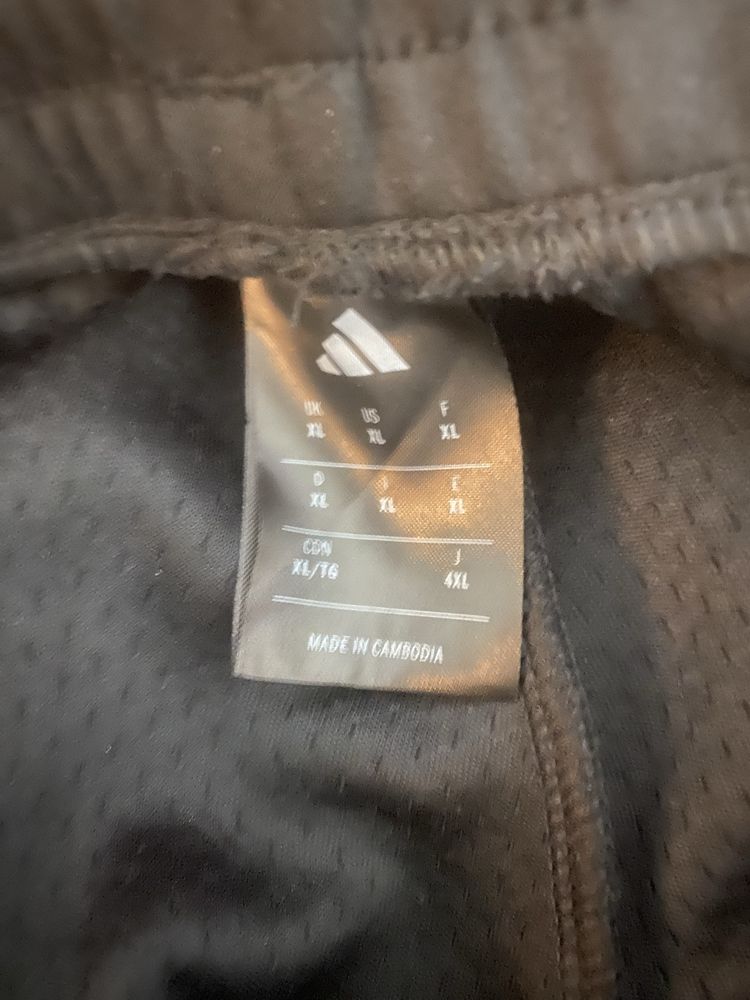 UK US F
XL XL XL
D I E
XL XL XL
CDN J
XL/TG 4XL
MADE IN CAMBODIA